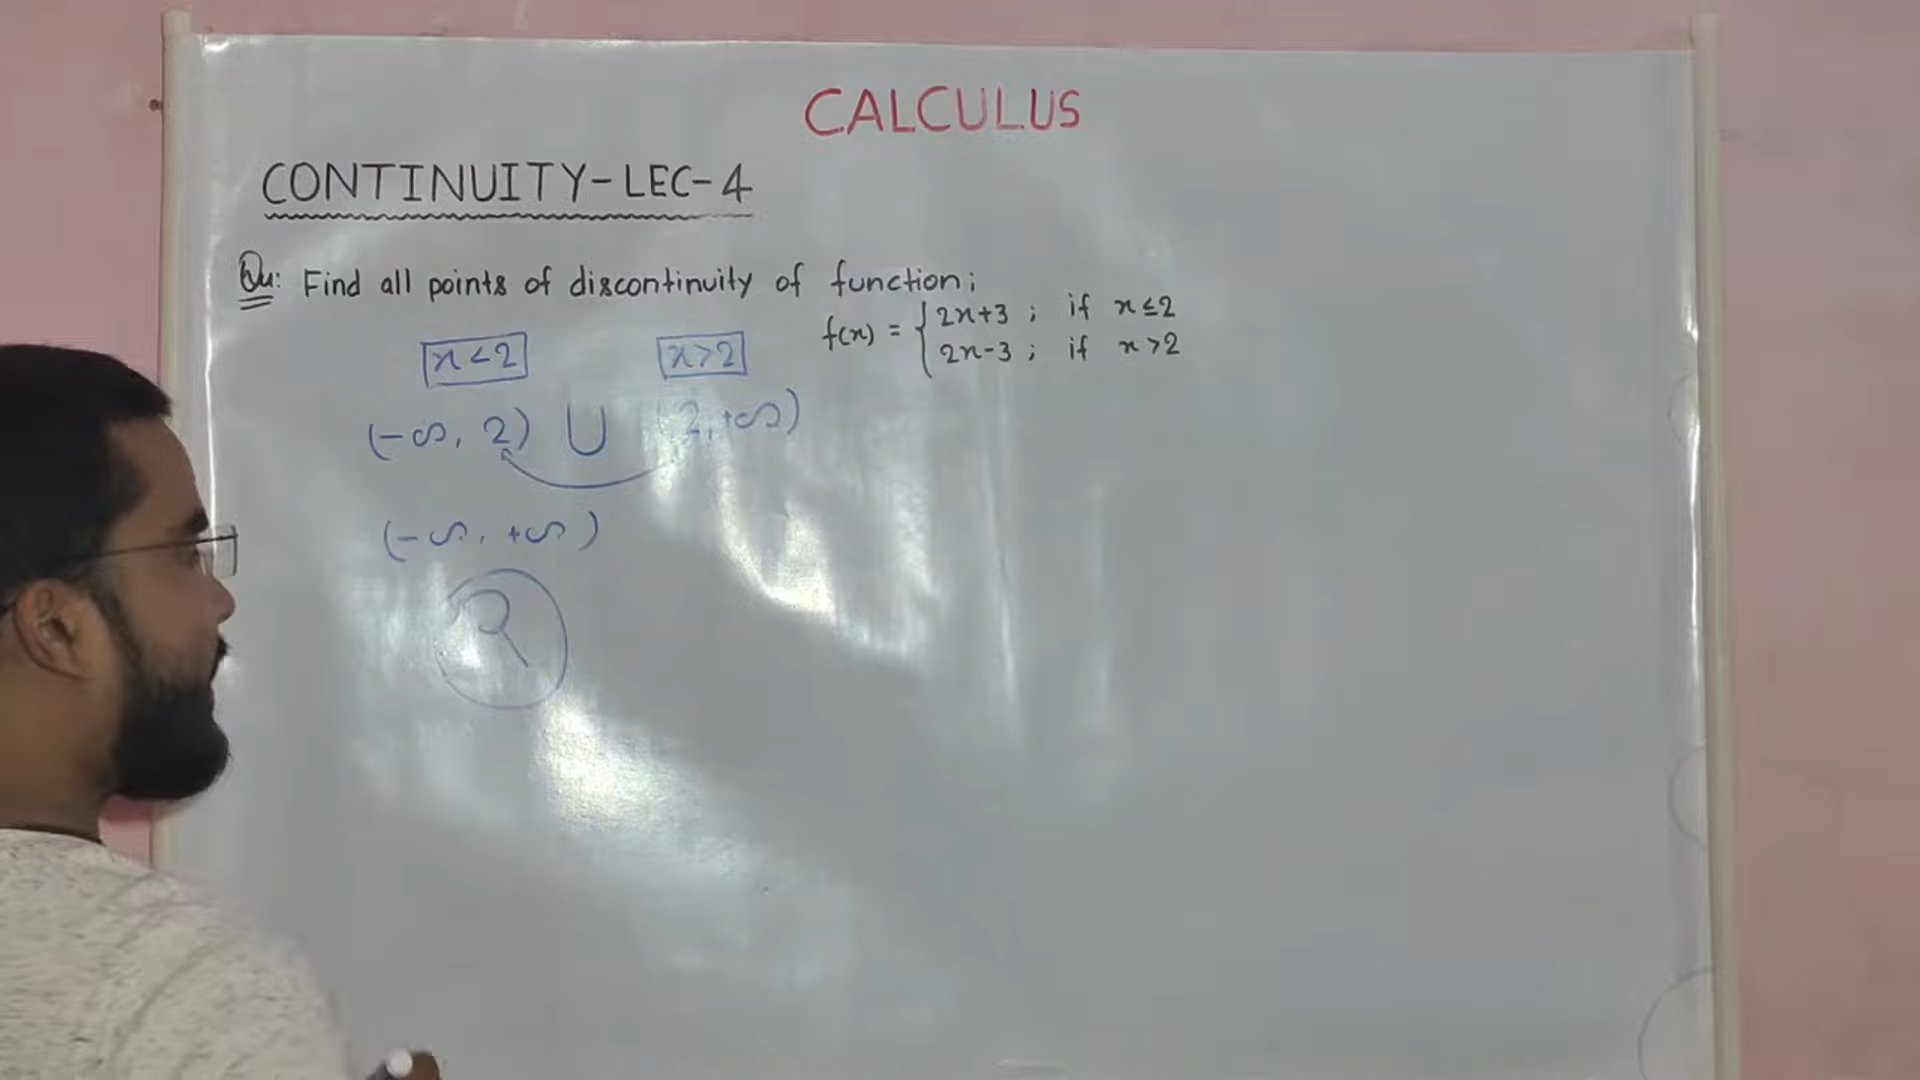 CALCULUS
CONTINUITY-LEC-4
Qu: Find all points of discontinuity of function;
f(x) = { 2x+3 ; if x≤2
2x-3 ; if x>2
x<2 x>2
(-∞, 2) ∪ (2, +∞)
(-∞, +∞)
R